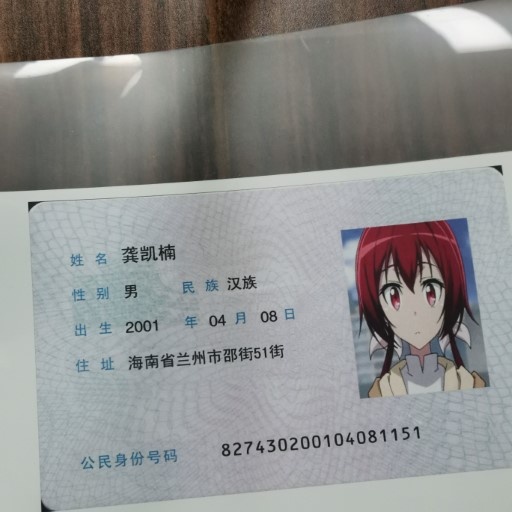 姓名 龚凯楠
性别 男 民族 汉族
出生 2001 年 04 月 08 日
住址 海南省兰州市邵街51街
公民身份号码 827430200104081151